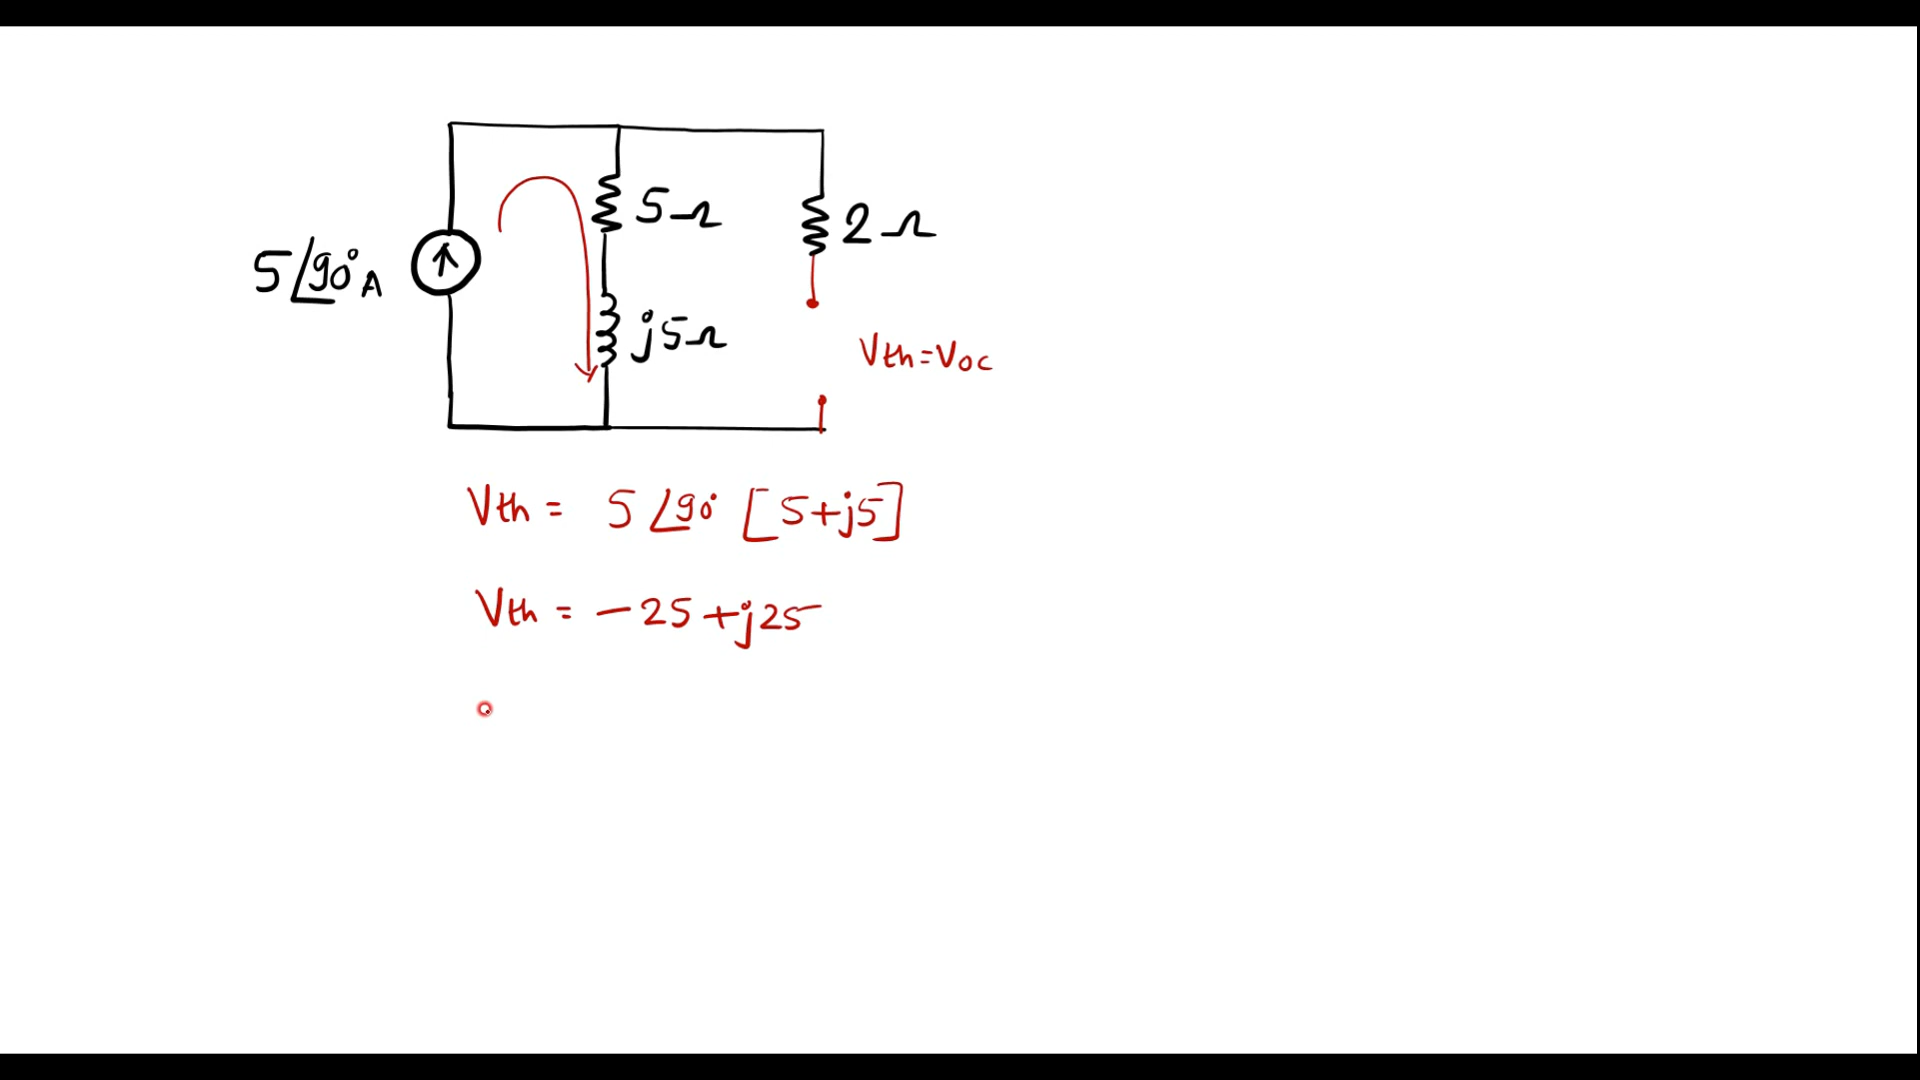 5Ω
2Ω
5∠90°A
j5Ω
Vth=Voc
Vth = 5∠90° [5+j5]
Vth = -25+j25